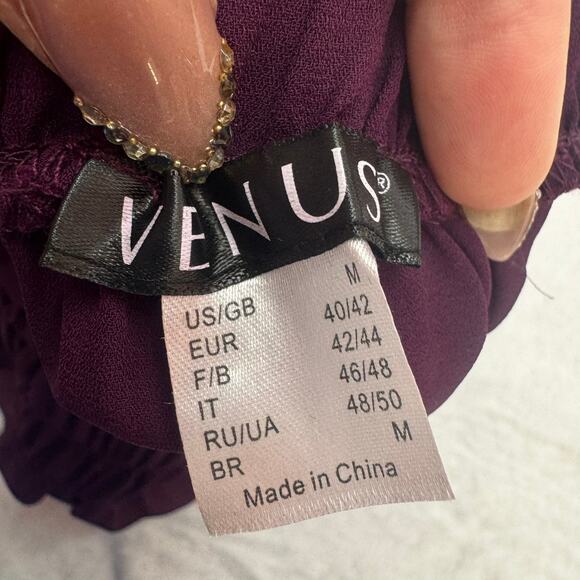 VENUS®
US/GB M
EUR 40/42
F/B 42/44
IT 46/48
RU/UA 48/50
BR M
Made in China